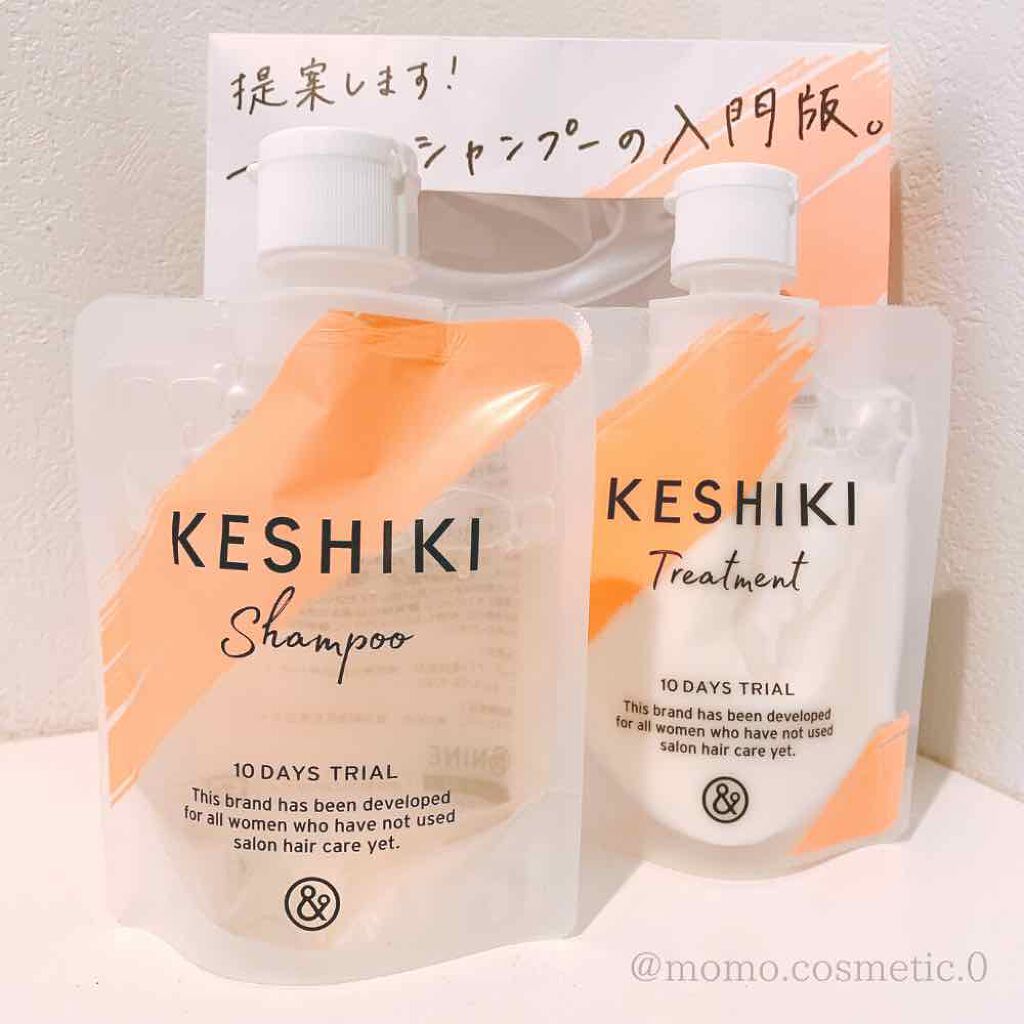 提案します!
シャンプーの入門版。
KESHIKI
Shampoo
10 DAYS TRIAL
This brand has been developed
for all women who have not used
salon hair care yet.
&
KESHIKI
Treatment
10 DAYS TRIAL
This brand has been developed
for all women who have not used
salon hair care yet.
&
@momo.cosmetic.0